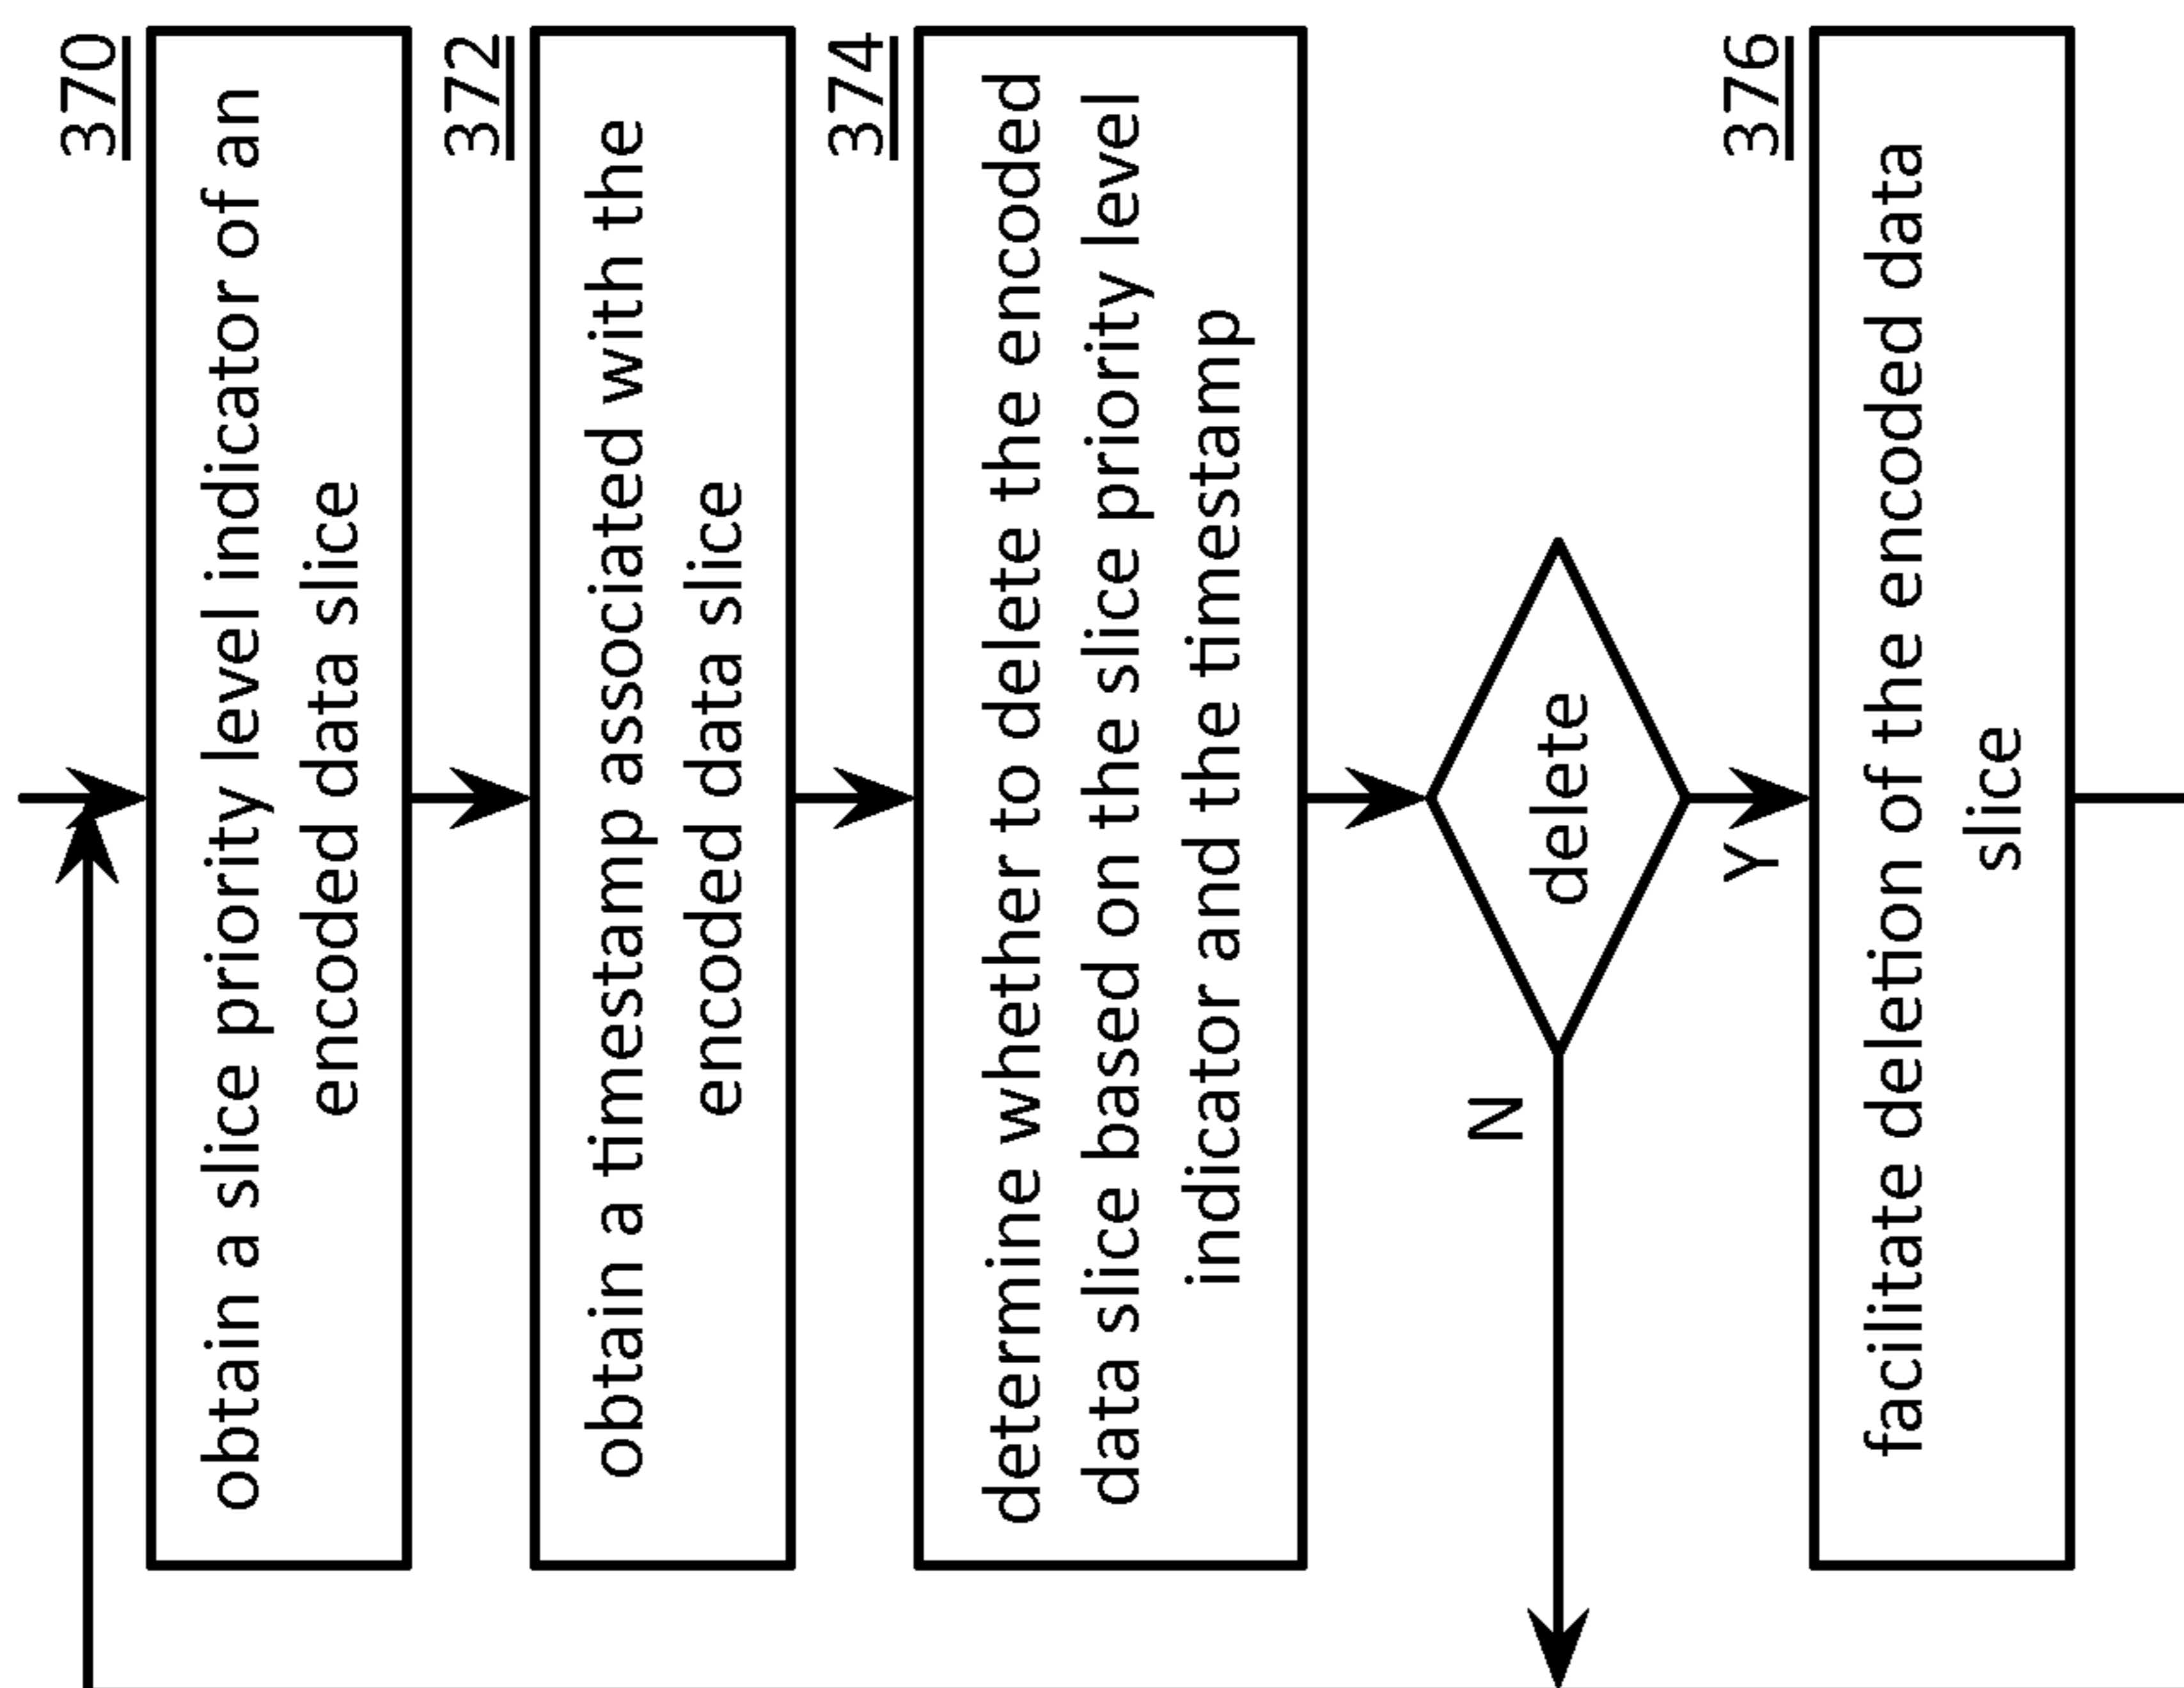 370
obtain a slice priority level indicator of an
encoded data slice
372
obtain a timestamp associated with the
encoded data slice
374
determine whether to delete the encoded
data slice based on the slice priority level
indicator and the timestamp
delete
N
Y
376
facilitate deletion of the encoded data
slice